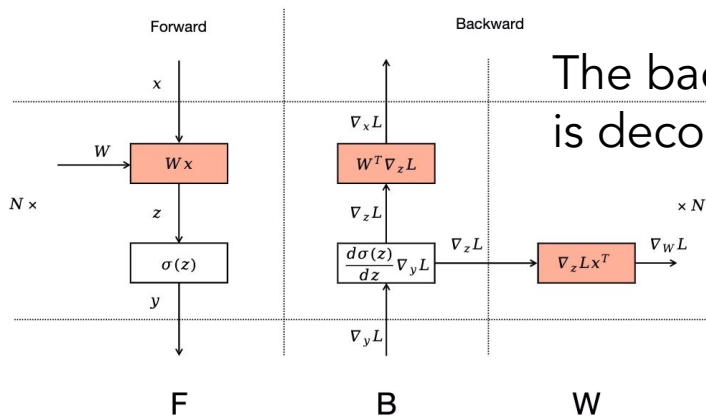 Forward
Backward
The bac
is deco
x
∇ₓL
W
Wx
Wᵀ∇_zL
N ×
z
∇_zL
× N
σ(z)
dσ(z)/dz ∇_yL
∇_zL
∇_zLxᵀ
∇_WL
y
∇_yL
F
B
W